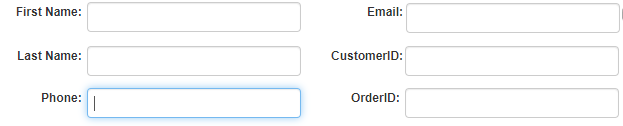 First Name: Email:
Last Name: CustomerID:
Phone: OrderID: